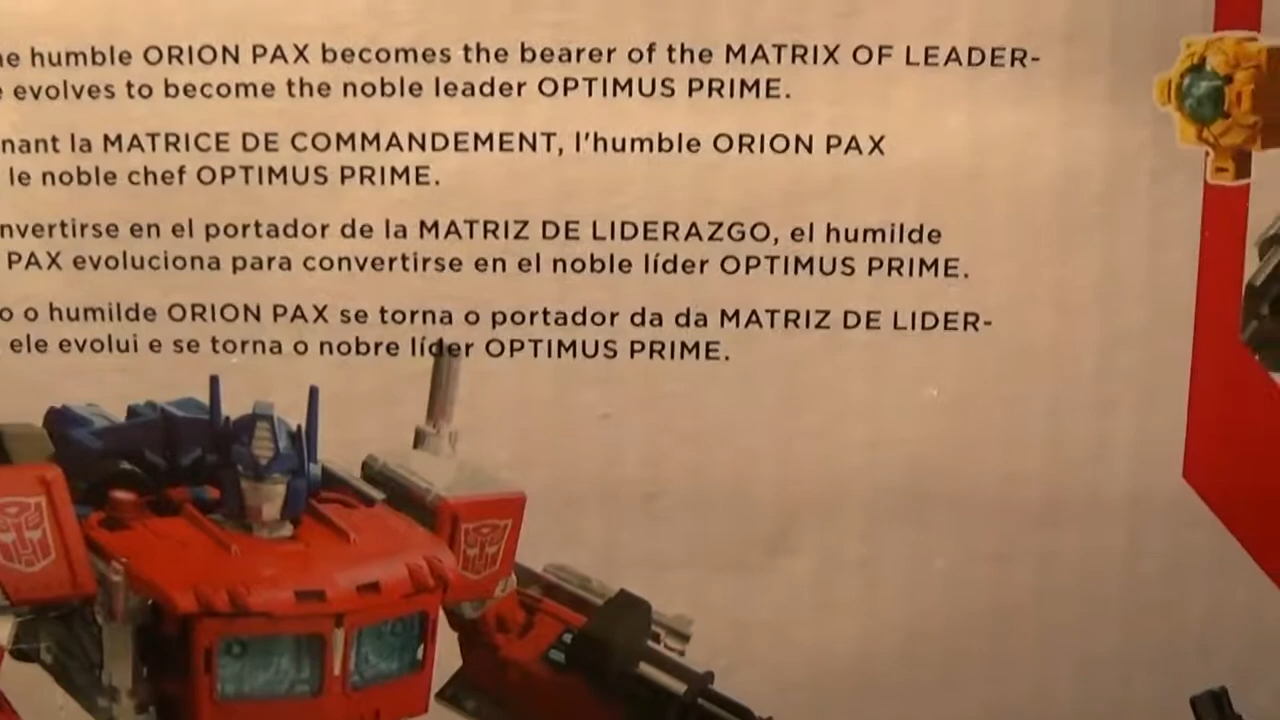 humble ORION PAX becomes the bearer of the MATRIX OF LEADER-
evolves to become the noble leader OPTIMUS PRIME.
nant la MATRICE DE COMMANDEMENT, l'humble ORION PAX
le noble chef OPTIMUS PRIME.
nvertirse en el portador de la MATRIZ DE LIDERAZGO, el humilde
PAX evoluciona para convertirse en el noble líder OPTIMUS PRIME.
o humilde ORION PAX se torna o portador da da MATRIZ DE LIDER-
ele evolui e se torna o nobre líder OPTIMUS PRIME.